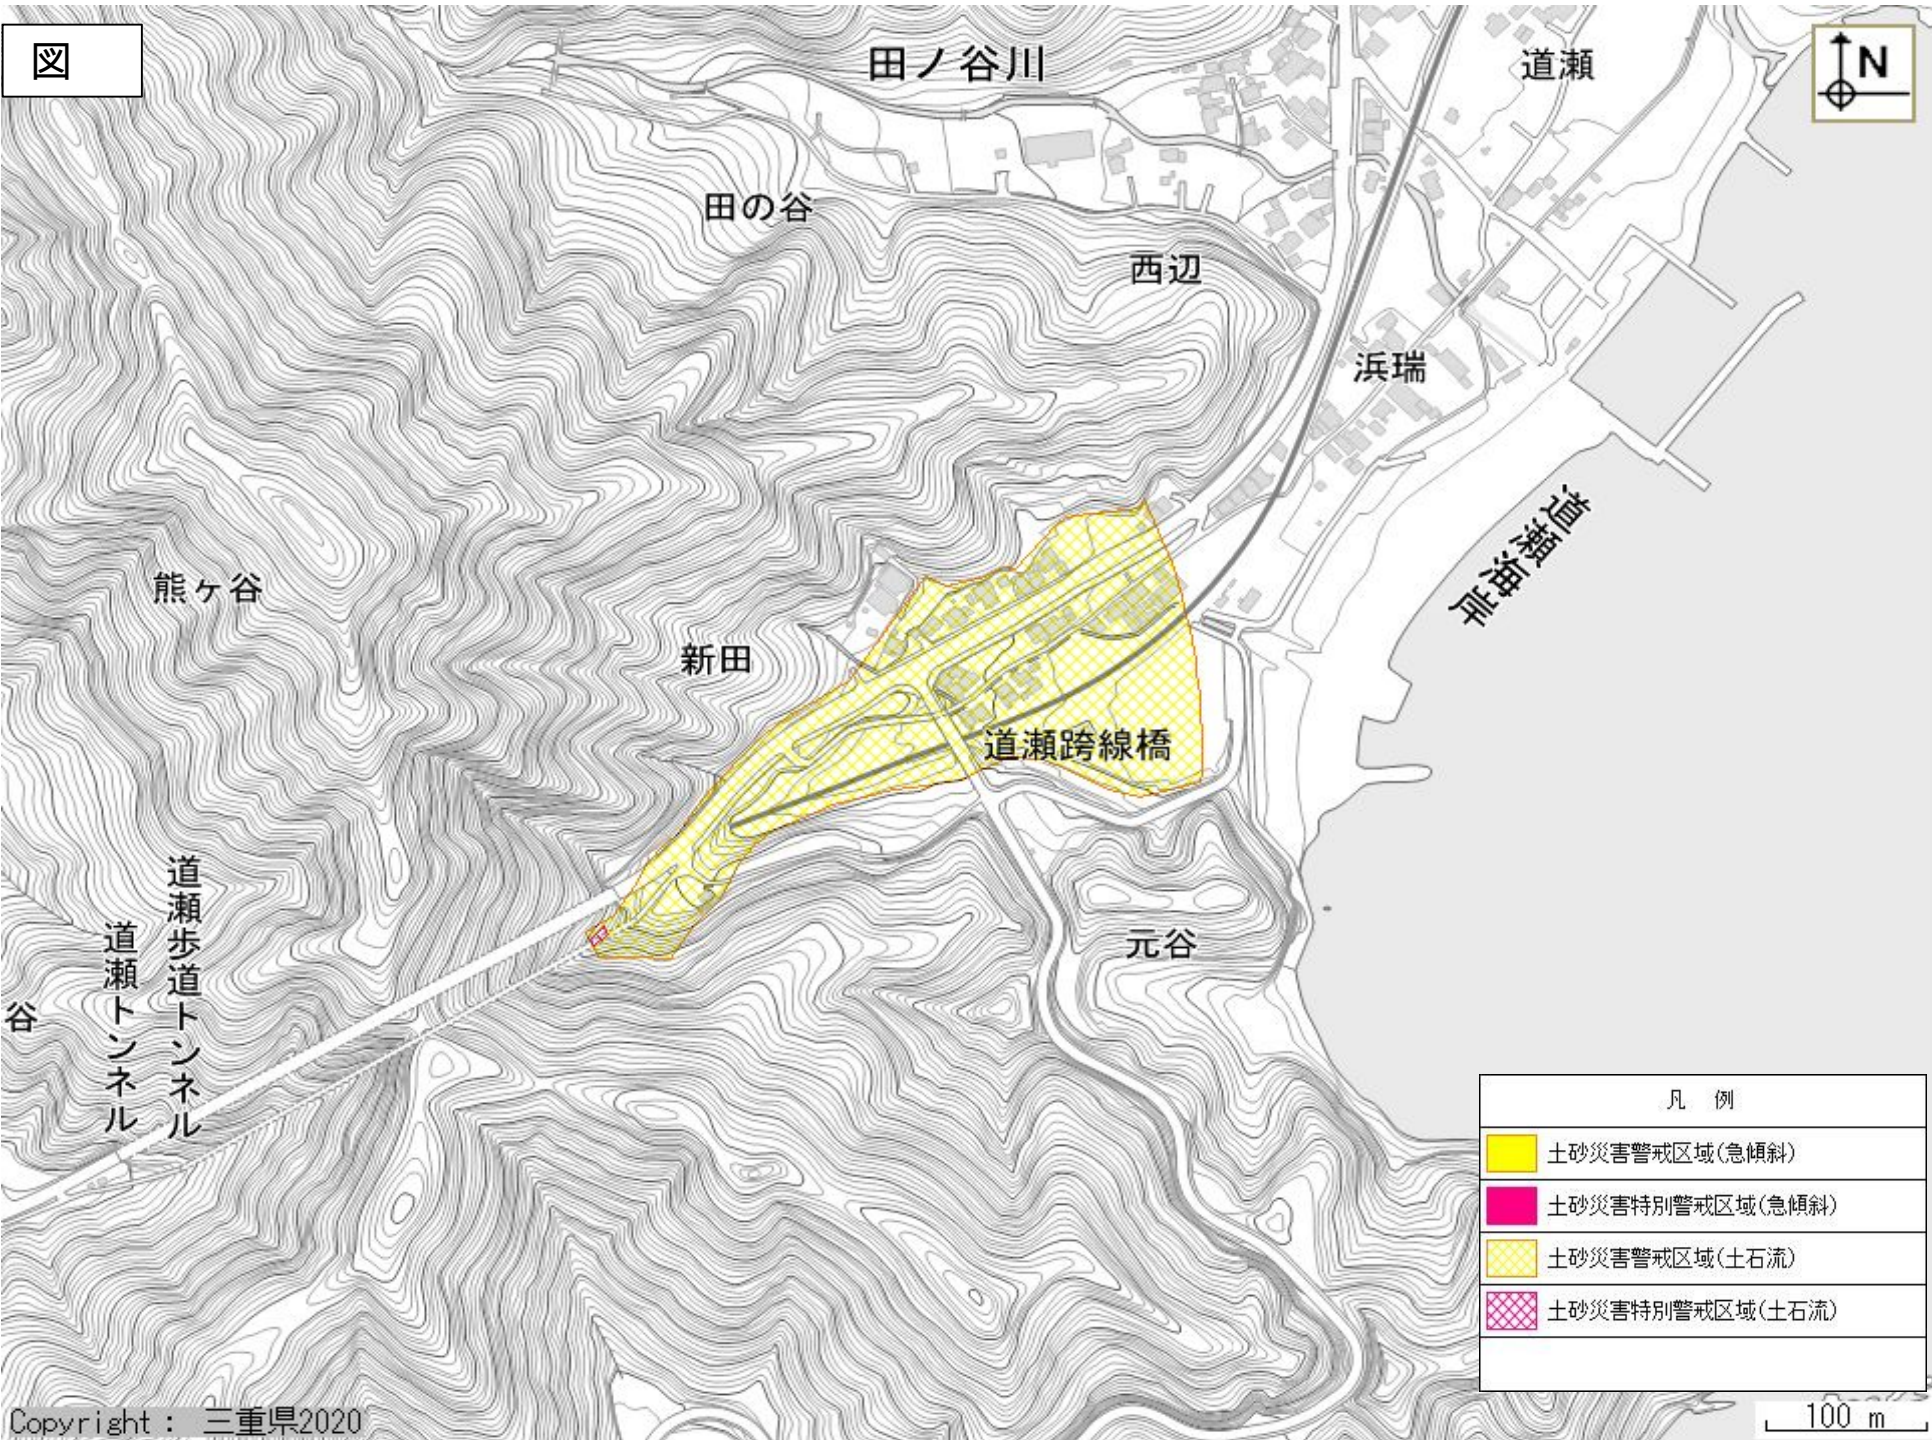 図
田ノ谷川
道瀬
N
田の谷
西辺
浜瑞
道瀬海岸
熊ヶ谷
新田
道瀬跨線橋
道瀬歩道トンネル
道瀬トンネル
元谷
谷
凡 例
土砂災害警戒区域(急傾斜)
土砂災害特別警戒区域(急傾斜)
土砂災害警戒区域(土石流)
土砂災害特別警戒区域(土石流)
Copyright : 三重県2020
100 m